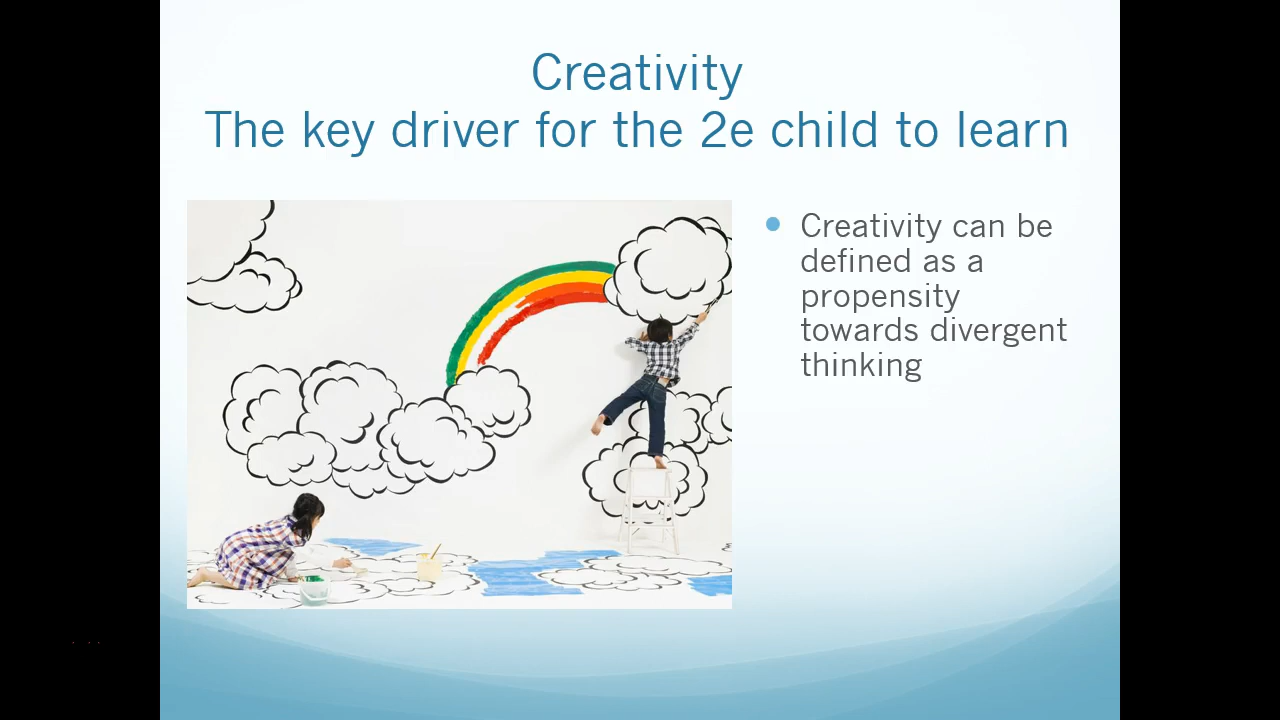 Creativity
The key driver for the 2e child to learn
Creativity can be
defined as a
propensity
towards divergent
thinking